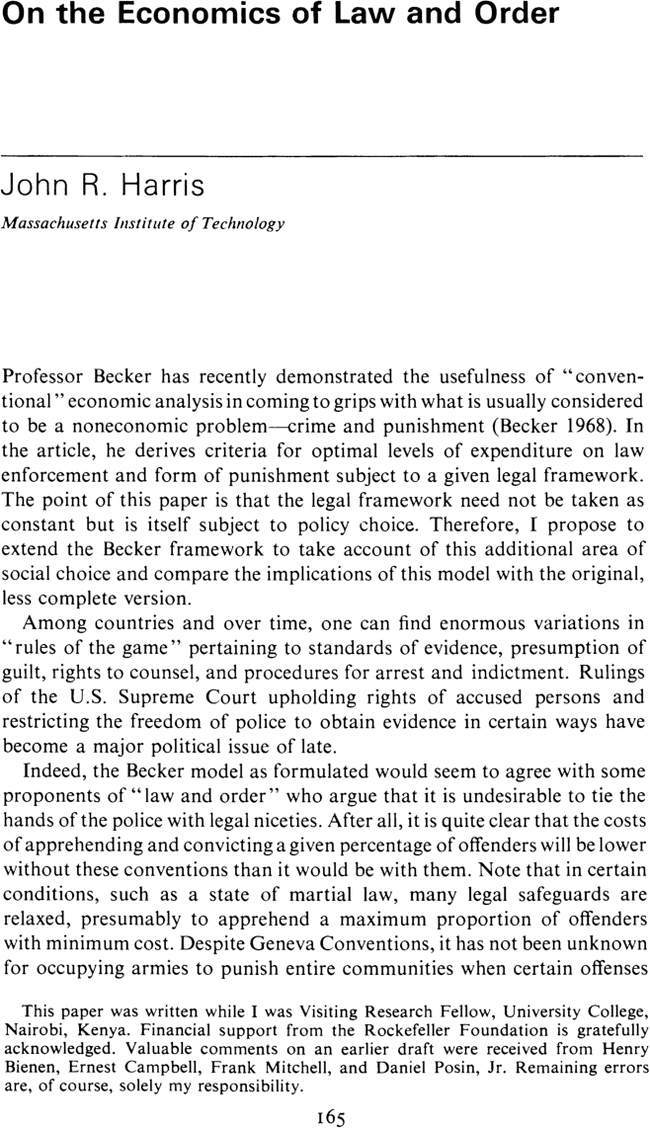 On the Economics of Law and Order
John R. Harris
Massachusetts Institute of Technology
Professor Becker has recently demonstrated the usefulness of “conven-
tional” economic analysis in coming to grips with what is usually considered
to be a noneconomic problem—crime and punishment (Becker 1968). In
the article, he derives criteria for optimal levels of expenditure on law
enforcement and form of punishment subject to a given legal framework.
The point of this paper is that the legal framework need not be taken as
constant but is itself subject to policy choice. Therefore, I propose to
extend the Becker framework to take account of this additional area of
social choice and compare the implications of this model with the original,
less complete version.
Among countries and over time, one can find enormous variations in
“rules of the game” pertaining to standards of evidence, presumption of
guilt, rights to counsel, and procedures for arrest and indictment. Rulings
of the U.S. Supreme Court upholding rights of accused persons and
restricting the freedom of police to obtain evidence in certain ways have
become a major political issue of late.
Indeed, the Becker model as formulated would seem to agree with some
proponents of “law and order” who argue that it is undesirable to tie the
hands of the police with legal niceties. After all, it is quite clear that the costs
of apprehending and convicting a given percentage of offenders will be lower
without these conventions than it would be with them. Note that in certain
conditions, such as a state of martial law, many legal safeguards are
relaxed, presumably to apprehend a maximum proportion of offenders
with minimum cost. Despite Geneva Conventions, it has not been unknown
for occupying armies to punish entire communities when certain offenses
This paper was written while I was Visiting Research Fellow, University College,
Nairobi, Kenya. Financial support from the Rockefeller Foundation is gratefully
acknowledged. Valuable comments on an earlier draft were received from Henry
Bienen, Ernest Campbell, Frank Mitchell, and Daniel Posin, Jr. Remaining errors
are, of course, solely my responsibility.
165